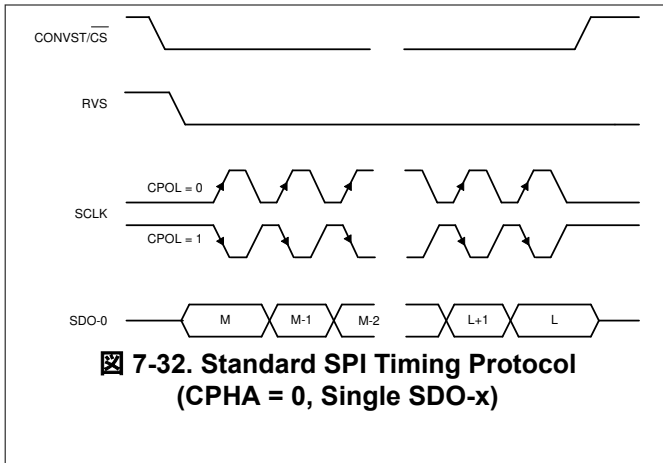 CONVST/CS
RVS
CPOL = 0
SCLK
CPOL = 1
SDO-0 M M-1 M-2 L+1 L
図 7-32. Standard SPI Timing Protocol
(CPHA = 0, Single SDO-x)